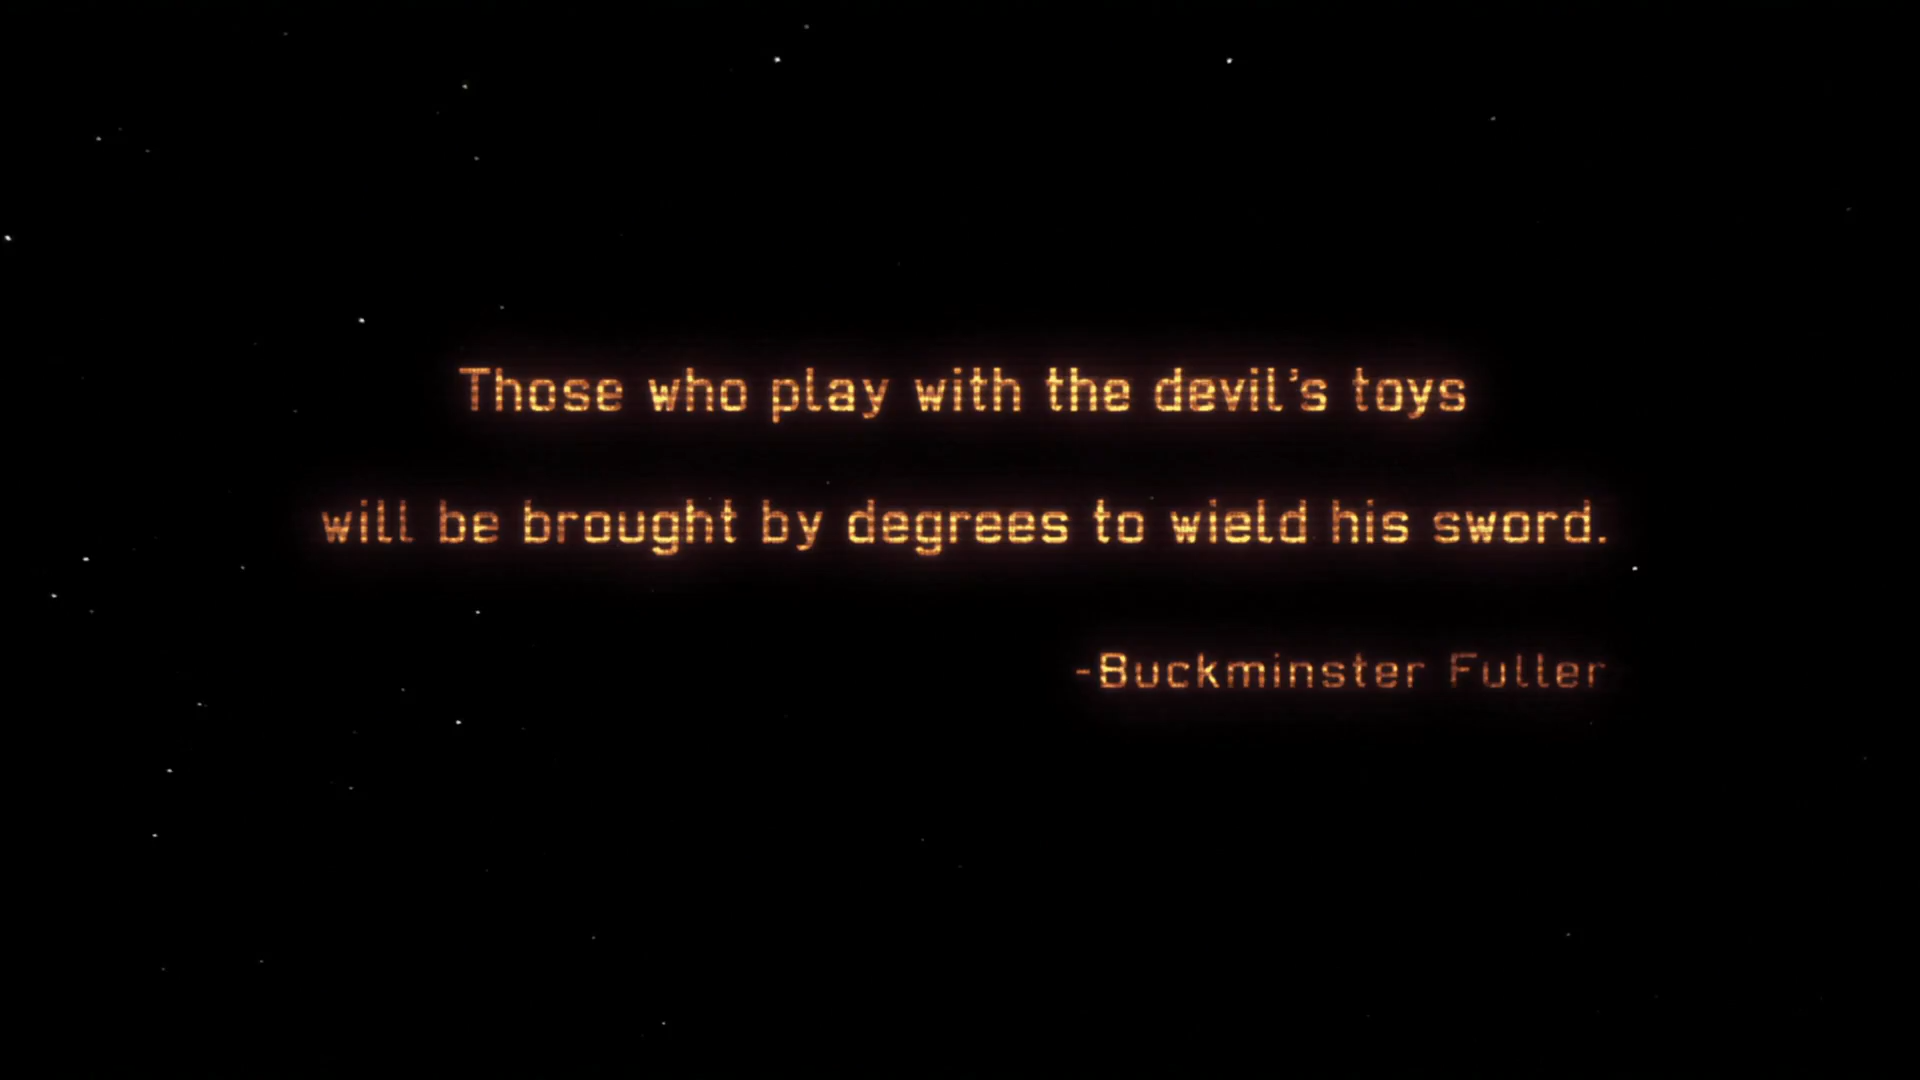 Those who play with the devil's toys
will be brought by degrees to wield his sword.
-Buckminster Fuller